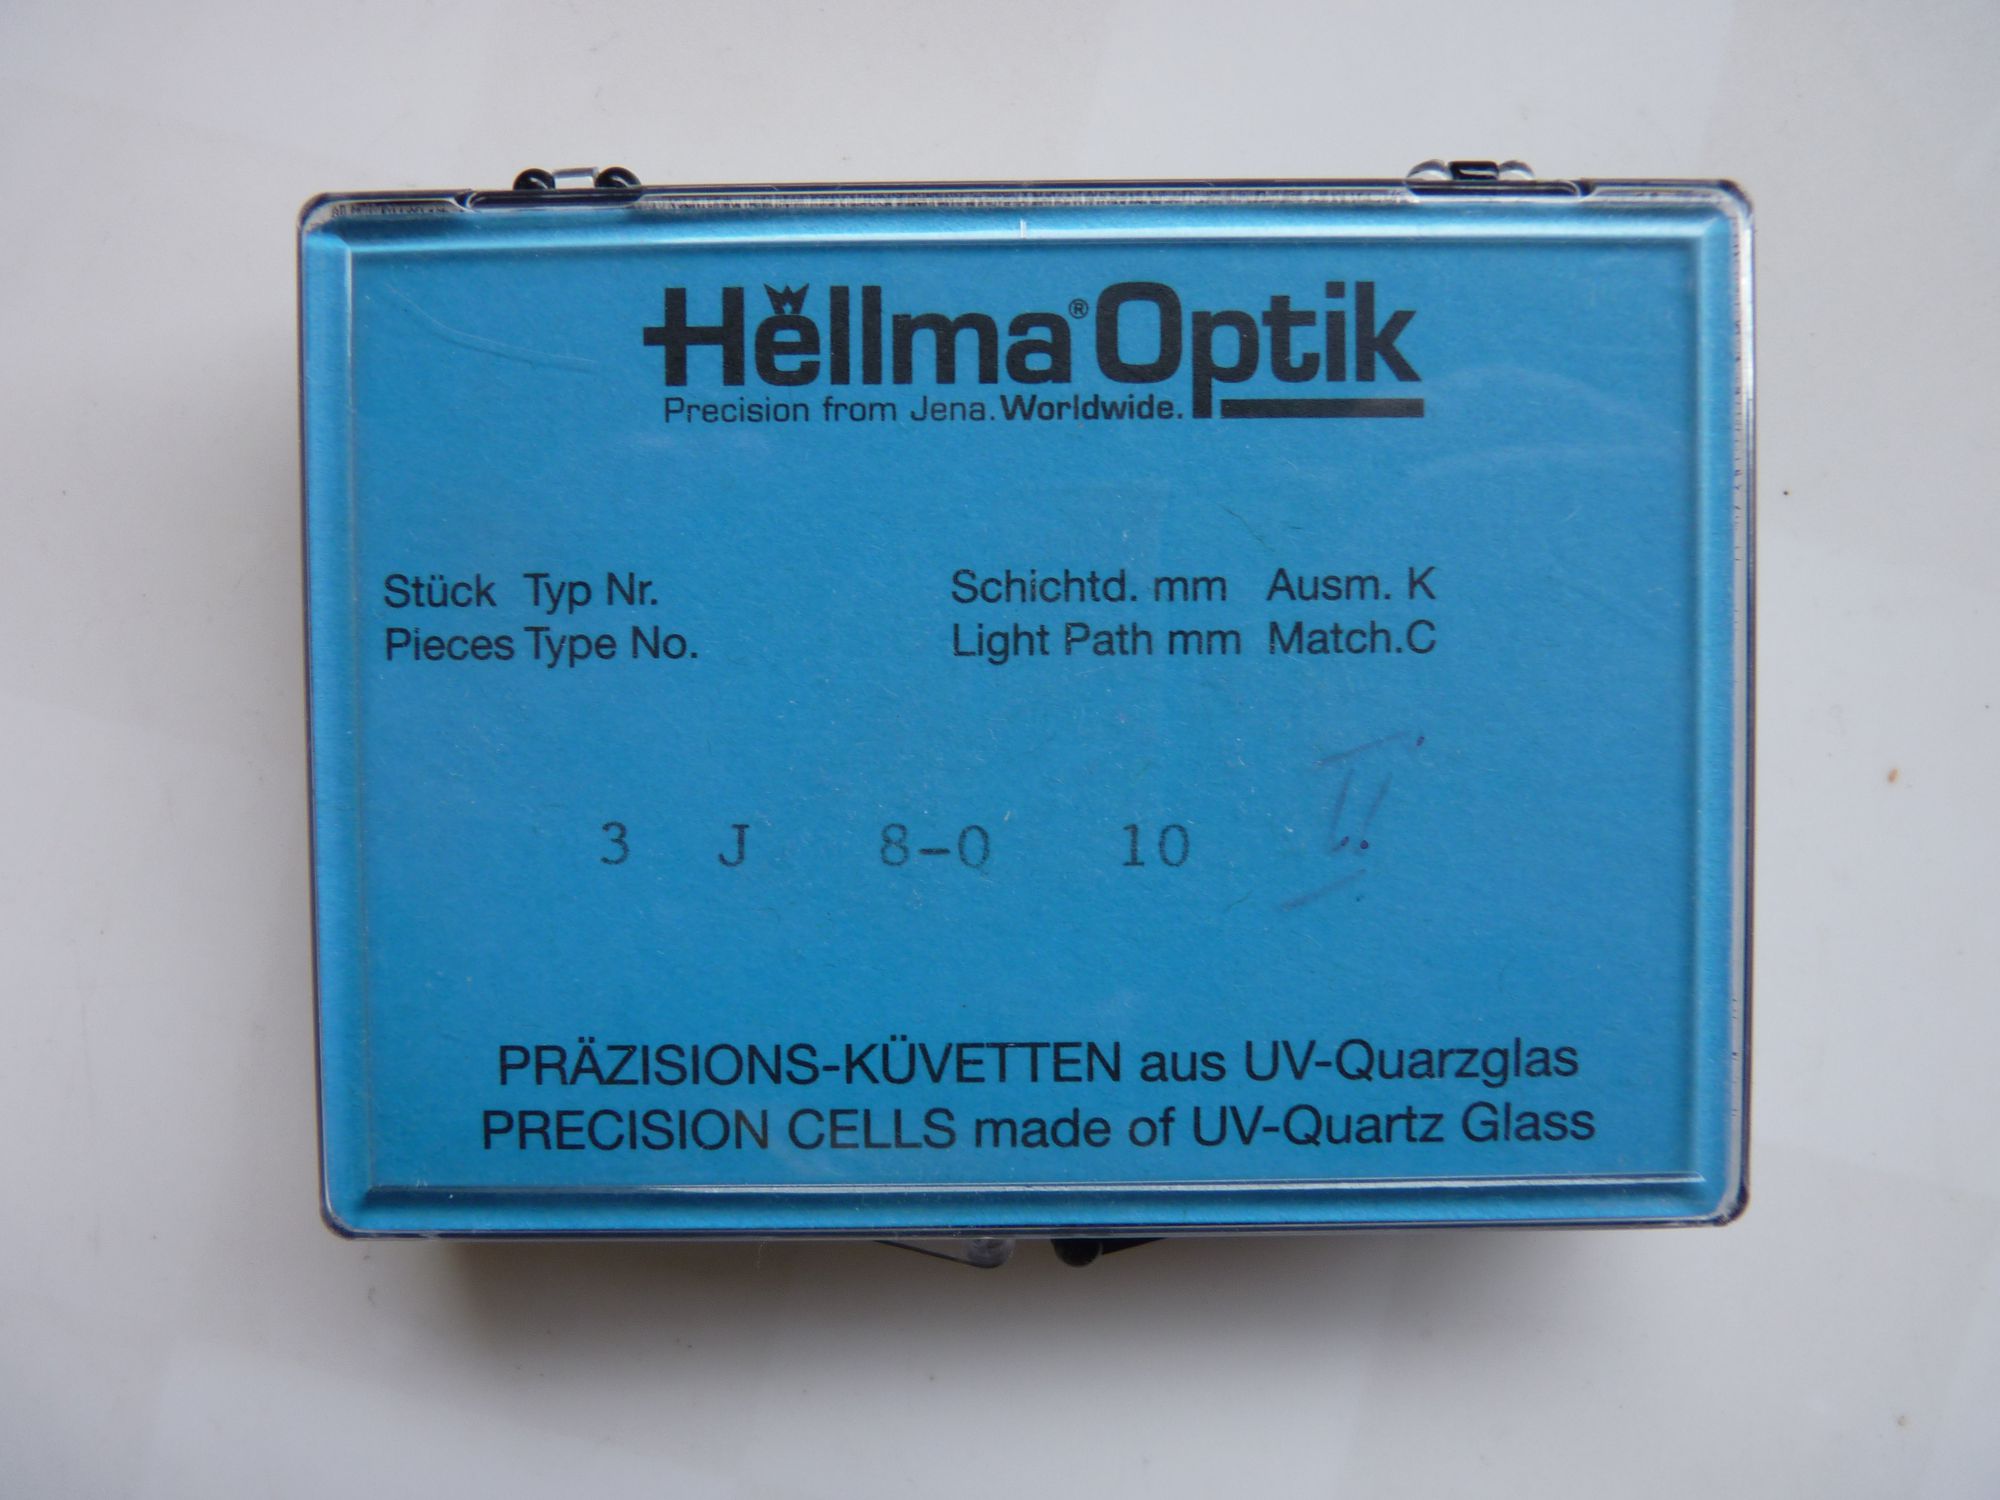 Hellma® Optik
Precision from Jena. Worldwide.
Stück Typ Nr. Schichtd. mm Ausm. K
Pieces Type No. Light Path mm Match.C
3 J 8-0 10
PRÄZISIONS-KÜVETTEN aus UV-Quarzglas
PRECISION CELLS made of UV-Quartz Glass